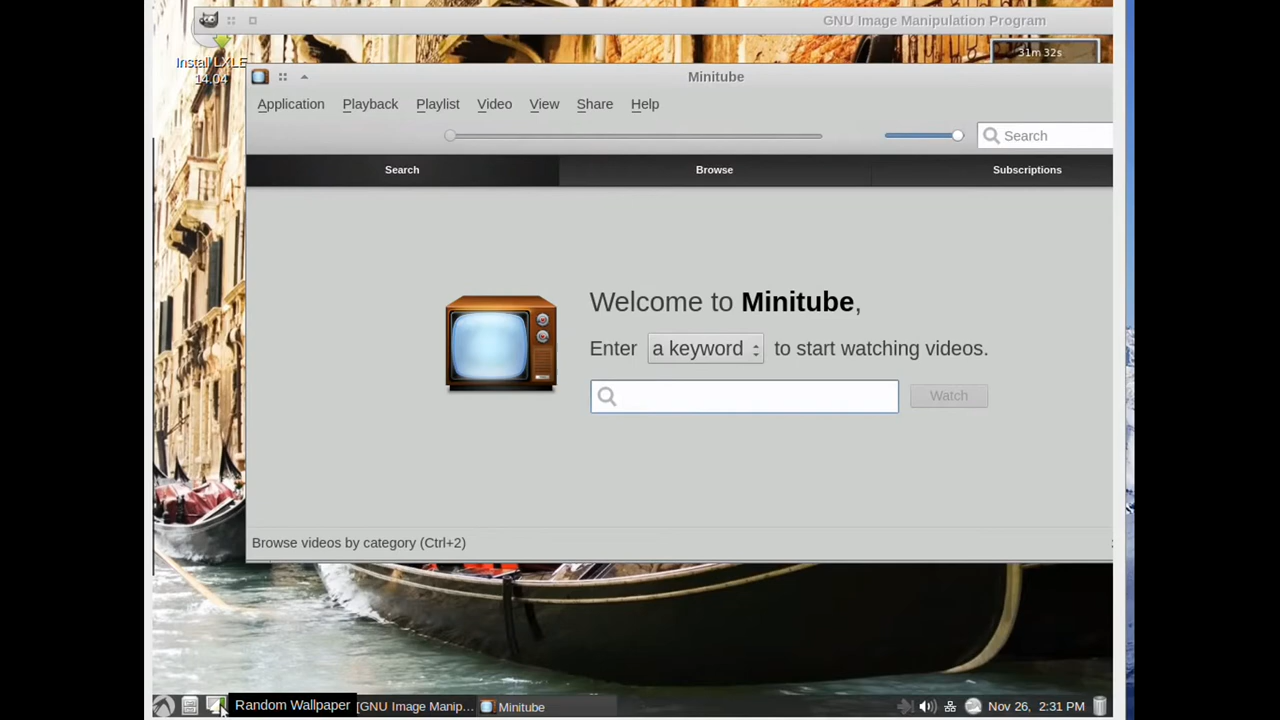 GNU Image Manipulation Program
Install LXLE
14.04
31m 32s
Minitube
Application Playback Playlist Video View Share Help
Search
Search Browse Subscriptions
Welcome to Minitube,
Enter a keyword to start watching videos.
Watch
Browse videos by category (Ctrl+2)
Random Wallpaper [GNU Image Manip... Minitube Nov 26, 2:31 PM